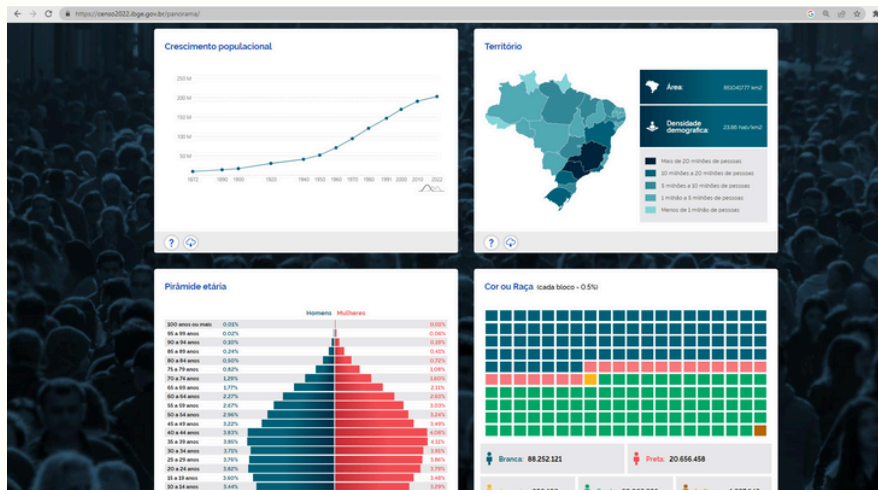 https://censo2022.ibge.gov.br/panorama/
Crescimento populacional
250 M
200 M
150 M
100 M
50 M
1872 1890 1900 1920 1940 1950 1960 1970 1980 1991 2000 2010 2022
Território
Área:
Densidade demográfica:
Mais de 20 milhões de pessoas
10 milhões a 20 milhões de pessoas
5 milhões a 10 milhões de pessoas
1 milhão a 5 milhões de pessoas
Menos de 1 milhão de pessoas
Pirâmide etária
Homens Mulheres
100 anos ou mais 0.01% 0.01%
95 a 99 anos 0.02% 0.06%
90 a 94 anos 0.10% 0.19%
85 a 89 anos 0.24% 0.41%
80 a 84 anos 0.50% 0.72%
75 a 79 anos 0.82% 1.08%
70 a 74 anos 1.29% 1.60%
65 a 69 anos 1.77% 2.11%
60 a 64 anos 2.27% 2.63%
55 a 59 anos 2.67% 3.03%
50 a 54 anos 2.96% 3.24%
45 a 49 anos 3.22% 3.49%
40 a 44 anos 3.83% 4.08%
35 a 39 anos 3.86% 4.11%
30 a 34 anos 3.71% 3.91%
25 a 29 anos 3.76% 3.86%
20 a 24 anos 3.82% 3.79%
15 a 19 anos 3.60% 3.48%
10 a 14 anos 3.44% 3.29%
Cor ou Raça (cada bloco = 0.5%)
Branca: 88.252.121
Preta: 20.656.458